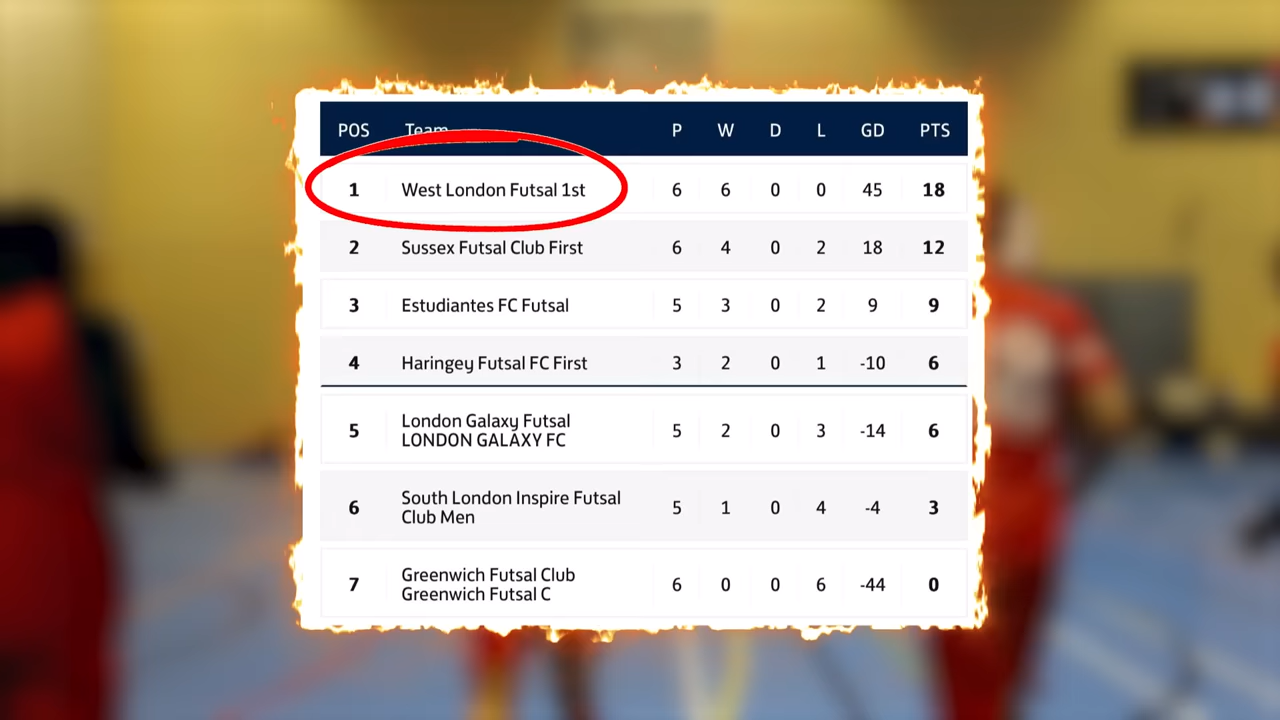 POS Team P W D L GD PTS
1 West London Futsal 1st 6 6 0 0 45 18
2 Sussex Futsal Club First 6 4 0 2 18 12
3 Estudiantes FC Futsal 5 3 0 2 9 9
4 Haringey Futsal FC First 3 2 0 1 -10 6
5 London Galaxy Futsal 5 2 0 3 -14 6
LONDON GALAXY FC
6 South London Inspire Futsal 5 1 0 4 -4 3
Club Men
7 Greenwich Futsal Club 6 0 0 6 -44 0
Greenwich Futsal C